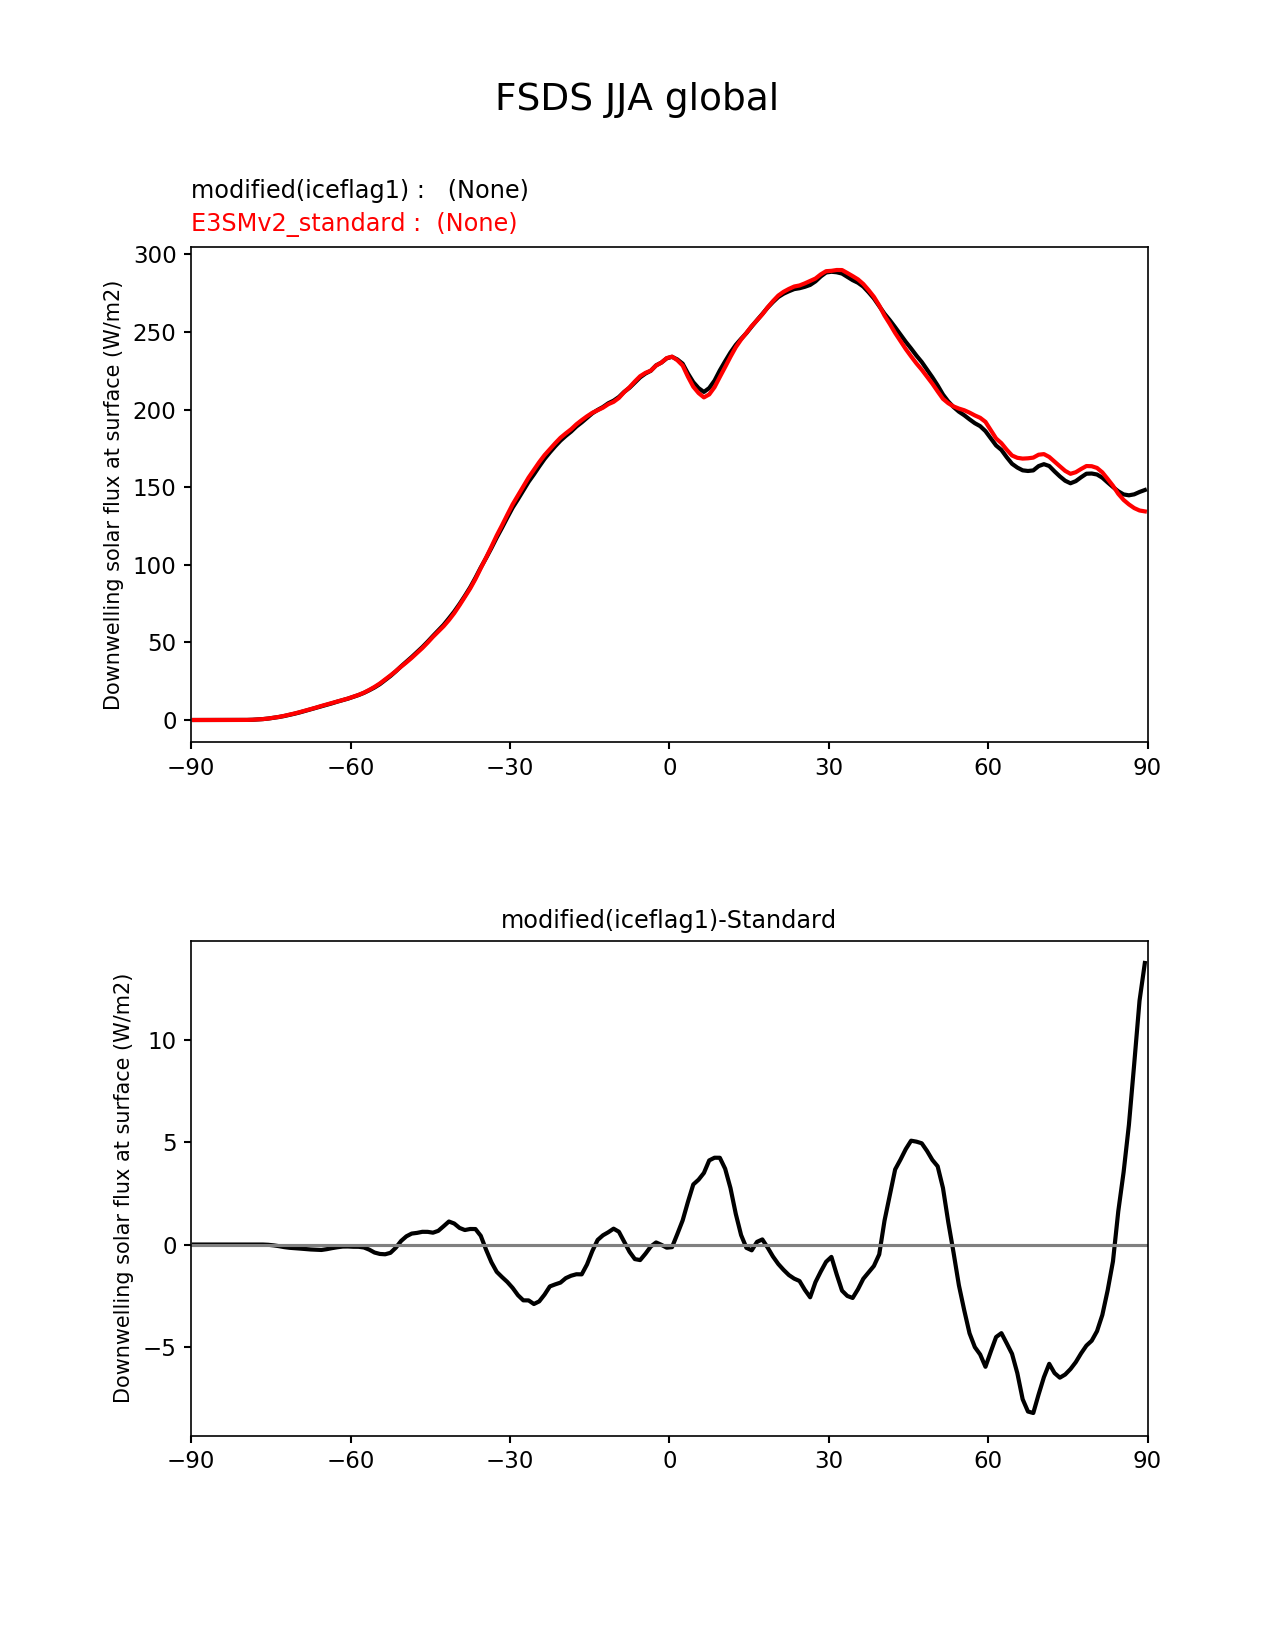 FSDS JJA global
modified(iceflag1) :   (None)
E3SMv2_standard :  (None)
Downwelling solar flux at surface (W/m2)
300
250
200
150
100
50
0
−90 −60 −30 0 30 60 90
modified(iceflag1)-Standard
Downwelling solar flux at surface (W/m2)
10
5
0
−5
−90 −60 −30 0 30 60 90